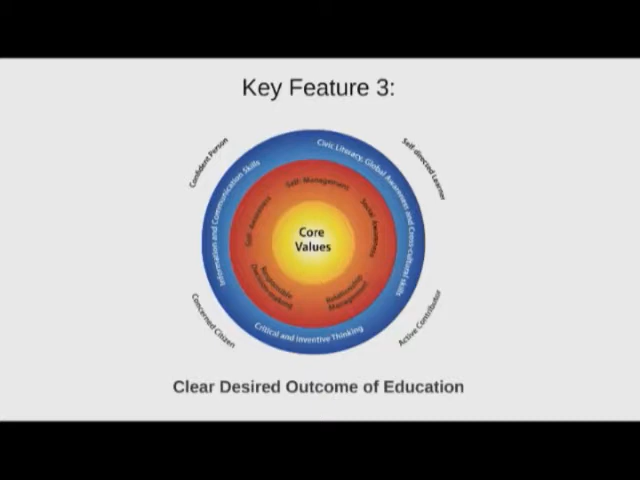 Key Feature 3:
Confident Person
Self-directed Learner
Civic Literacy, Global Awareness and Cross-cultural skills
Information and Communication Skills
Self-Management
Self-Awareness
Social Awareness
Core
Values
Responsible
Decision-making
Relationship
Management
Critical and Inventive Thinking
Concerned Citizen
Active Contributor
Clear Desired Outcome of Education